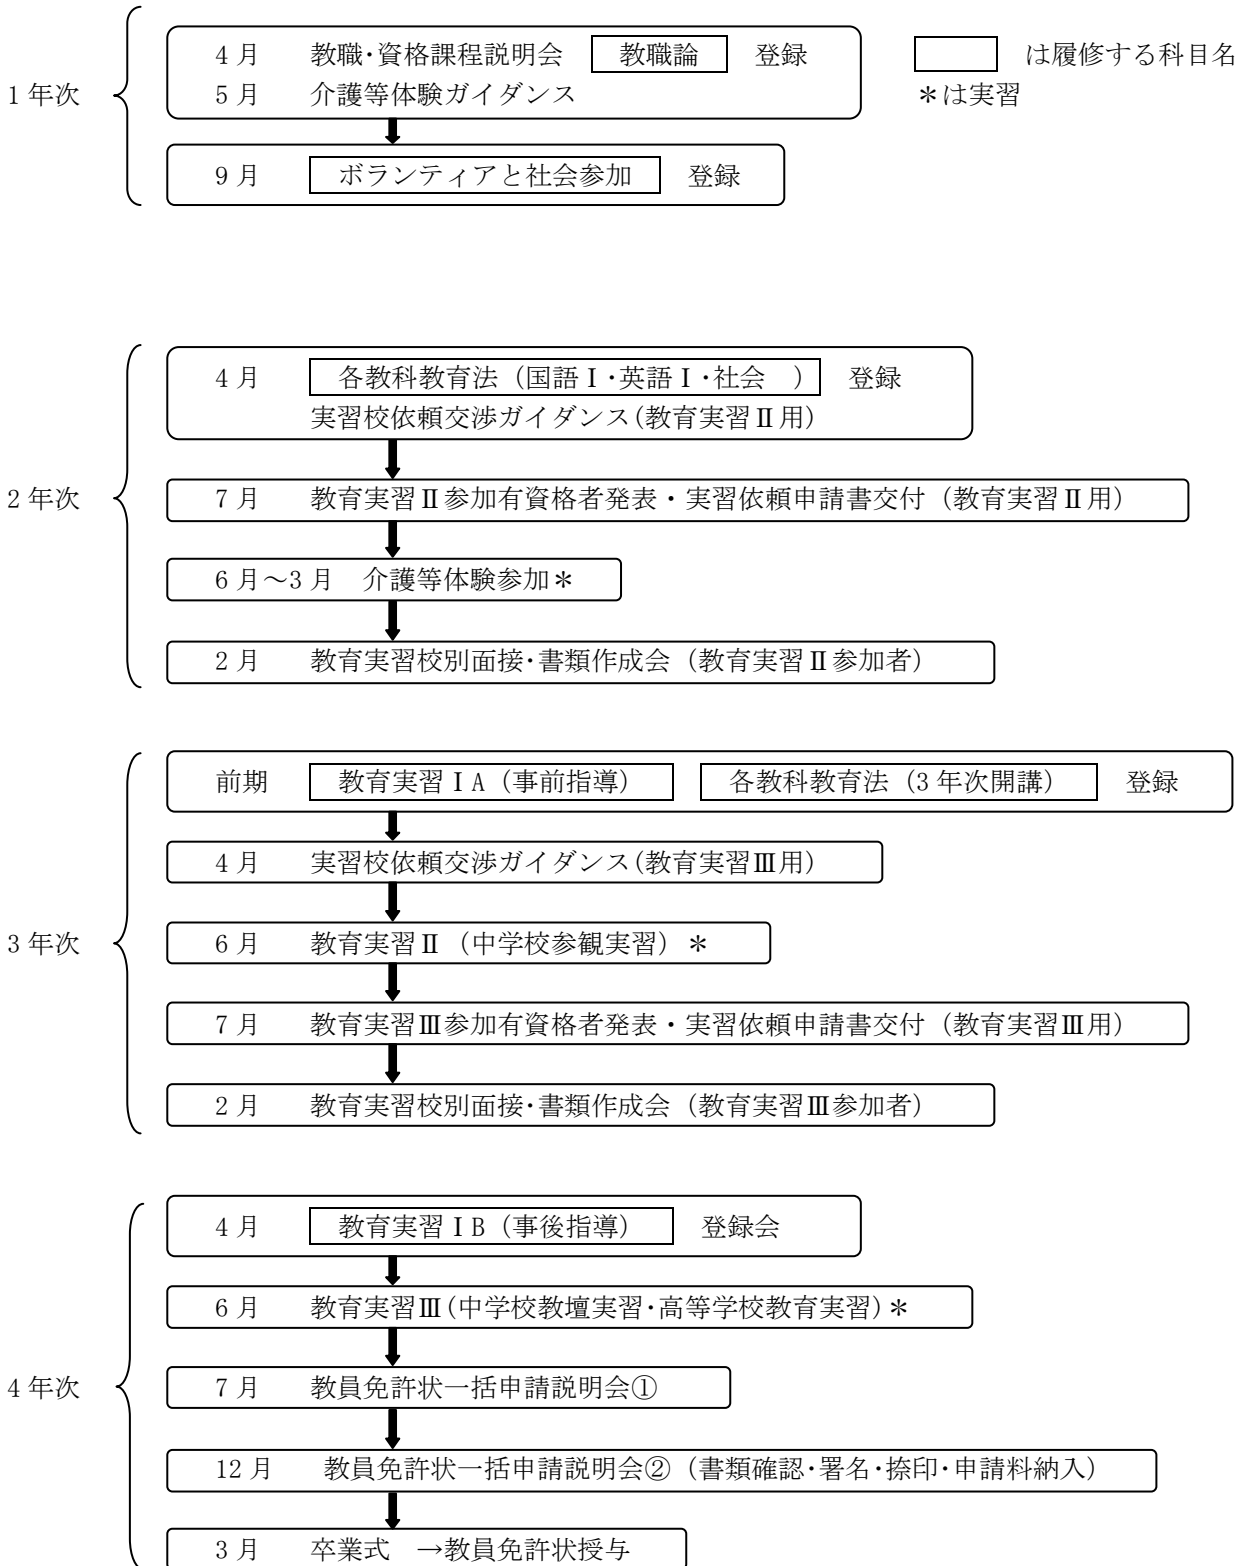 1年次
4月 教職･資格課程説明会 教職論 登録
5月 介護等体験ガイダンス
は履修する科目名
＊は実習
9月 ボランティアと社会参加 登録
2年次
4月 各教科教育法（国語Ⅰ･英語Ⅰ･社会 ） 登録
実習校依頼交渉ガイダンス(教育実習Ⅱ用)
7月 教育実習Ⅱ参加有資格者発表・実習依頼申請書交付（教育実習Ⅱ用）
6月～3月 介護等体験参加＊
2月 教育実習校別面接･書類作成会（教育実習Ⅱ参加者）
3年次
前期 教育実習ⅠA（事前指導） 各教科教育法（3年次開講） 登録
4月 実習校依頼交渉ガイダンス(教育実習Ⅲ用)
6月 教育実習Ⅱ（中学校参観実習）＊
7月 教育実習Ⅲ参加有資格者発表・実習依頼申請書交付（教育実習Ⅲ用）
2月 教育実習校別面接･書類作成会（教育実習Ⅲ参加者）
4年次
4月 教育実習ⅠB（事後指導） 登録会
6月 教育実習Ⅲ(中学校教壇実習･高等学校教育実習)＊
7月 教員免許状一括申請説明会①
12月 教員免許状一括申請説明会②（書類確認･署名･捺印･申請料納入）
3月 卒業式 →教員免許状授与